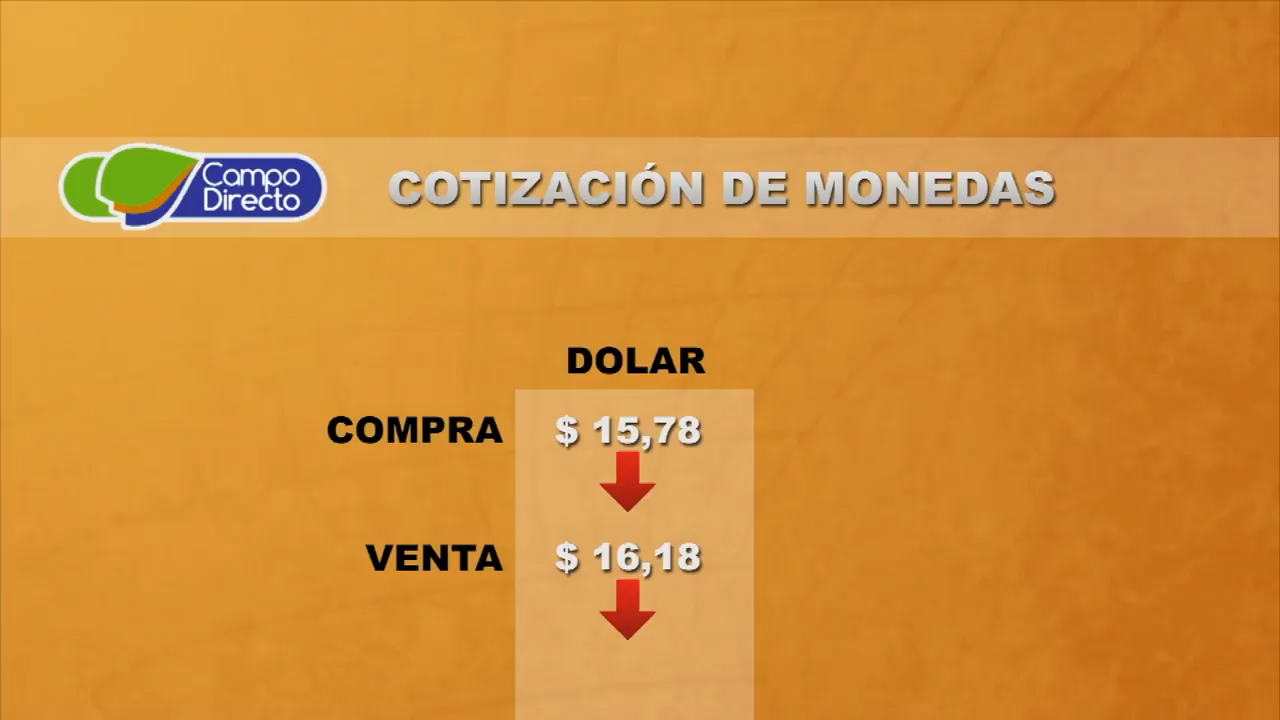 Campo
Directo
COTIZACIÓN DE MONEDAS
DOLAR
COMPRA $ 15,78
VENTA $ 16,18